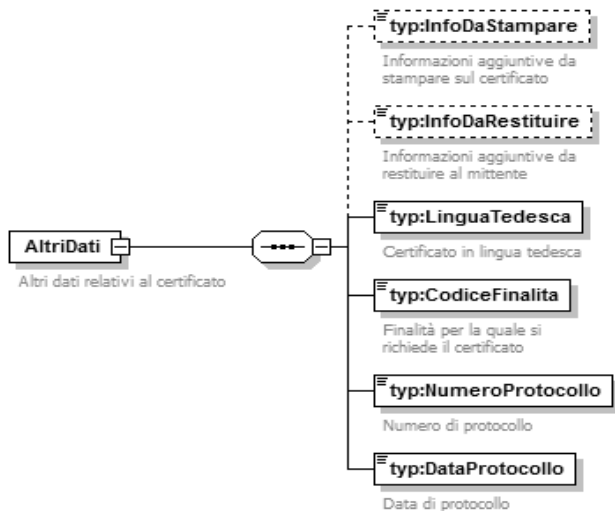 typ:InfoDaStampare
Informazioni aggiuntive da
stampare sul certificato
typ:InfoDaRestituire
Informazioni aggiuntive da
restituire al mittente
typ:LinguaTedesca
Certificato in lingua tedesca
AltriDati
Altri dati relativi al certificato
typ:CodiceFinalita
Finalità per la quale si
richiede il certificato
typ:NumeroProtocollo
Numero di protocollo
typ:DataProtocollo
Data di protocollo